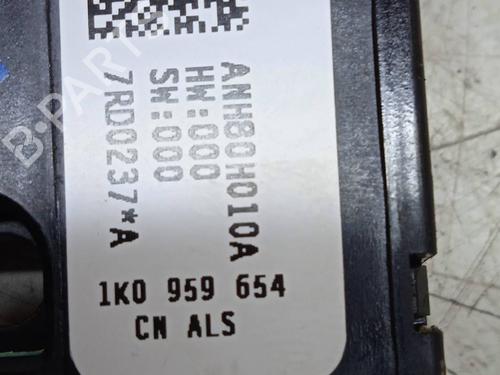 ANH80H010A
HW:000
SW:000
7RD0237*A
1K0 959 654
CN ALS
B-PARTS